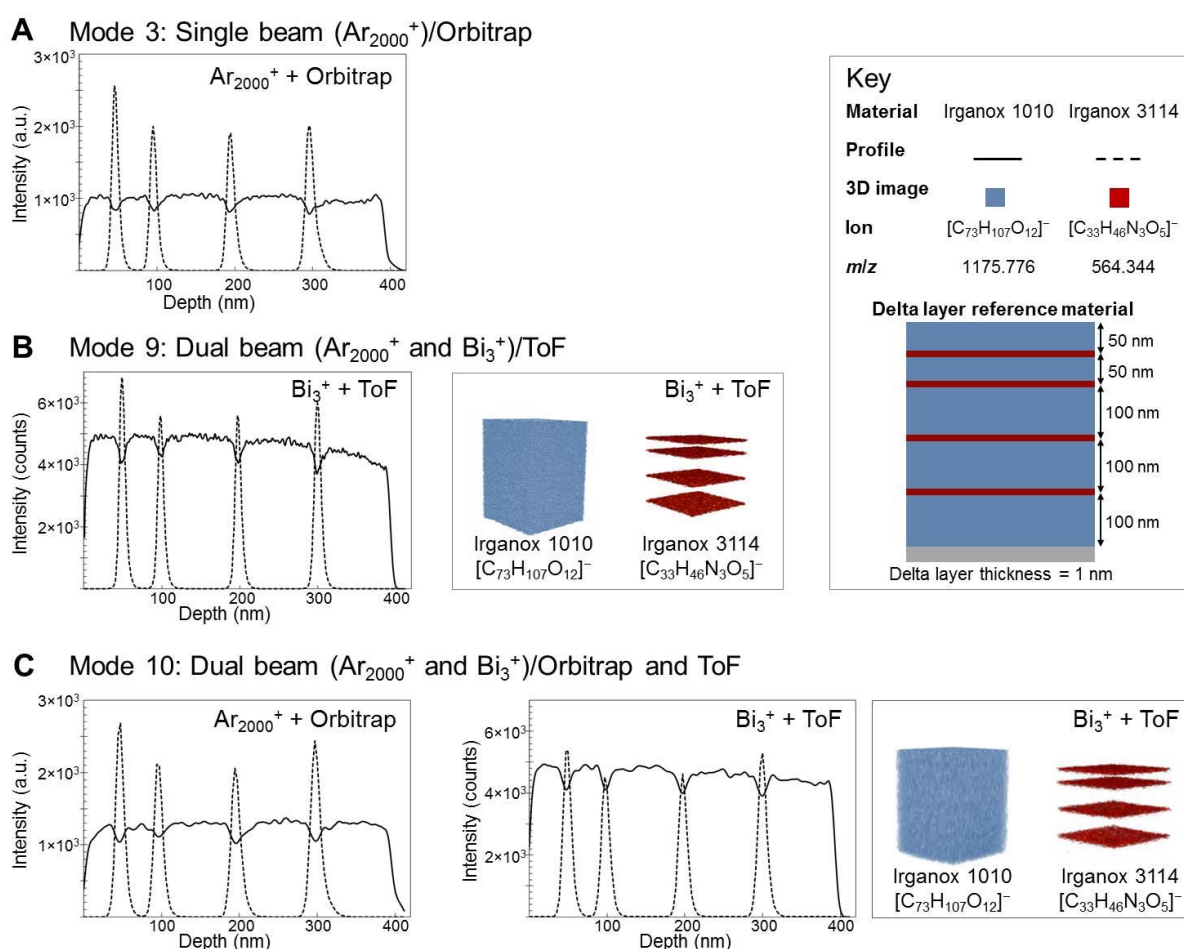 A Mode 3: Single beam (Ar₂₀₀₀⁺)/Orbitrap
3×10³
2×10³
1×10³
Intensity (a.u.)
Ar₂₀₀₀⁺ + Orbitrap
100 200 300 400
Depth (nm)
Key
Material Irganox 1010 Irganox 3114
Profile
3D image
Ion [C₇₃H₁₀₇O₁₂]⁻ [C₃₃H₄₆N₃O₅]⁻
m/z 1175.776 564.344
Delta layer reference material
50 nm
50 nm
100 nm
100 nm
100 nm
Delta layer thickness = 1 nm
B Mode 9: Dual beam (Ar₂₀₀₀⁺ and Bi₃⁺)/ToF
6×10³
4×10³
2×10³
Intensity (counts)
Bi₃⁺ + ToF
100 200 300 400
Depth (nm)
Bi₃⁺ + ToF
Irganox 1010 Irganox 3114
[C₇₃H₁₀₇O₁₂]⁻ [C₃₃H₄₆N₃O₅]⁻
C Mode 10: Dual beam (Ar₂₀₀₀⁺ and Bi₃⁺)/Orbitrap and ToF
3×10³
2×10³
1×10³
Intensity (a.u.)
Ar₂₀₀₀⁺ + Orbitrap
100 200 300 400
Depth (nm)
6×10³
4×10³
2×10³
Intensity (counts)
Bi₃⁺ + ToF
100 200 300 400
Depth (nm)
Bi₃⁺ + ToF
Irganox 1010 Irganox 3114
[C₇₃H₁₀₇O₁₂]⁻ [C₃₃H₄₆N₃O₅]⁻